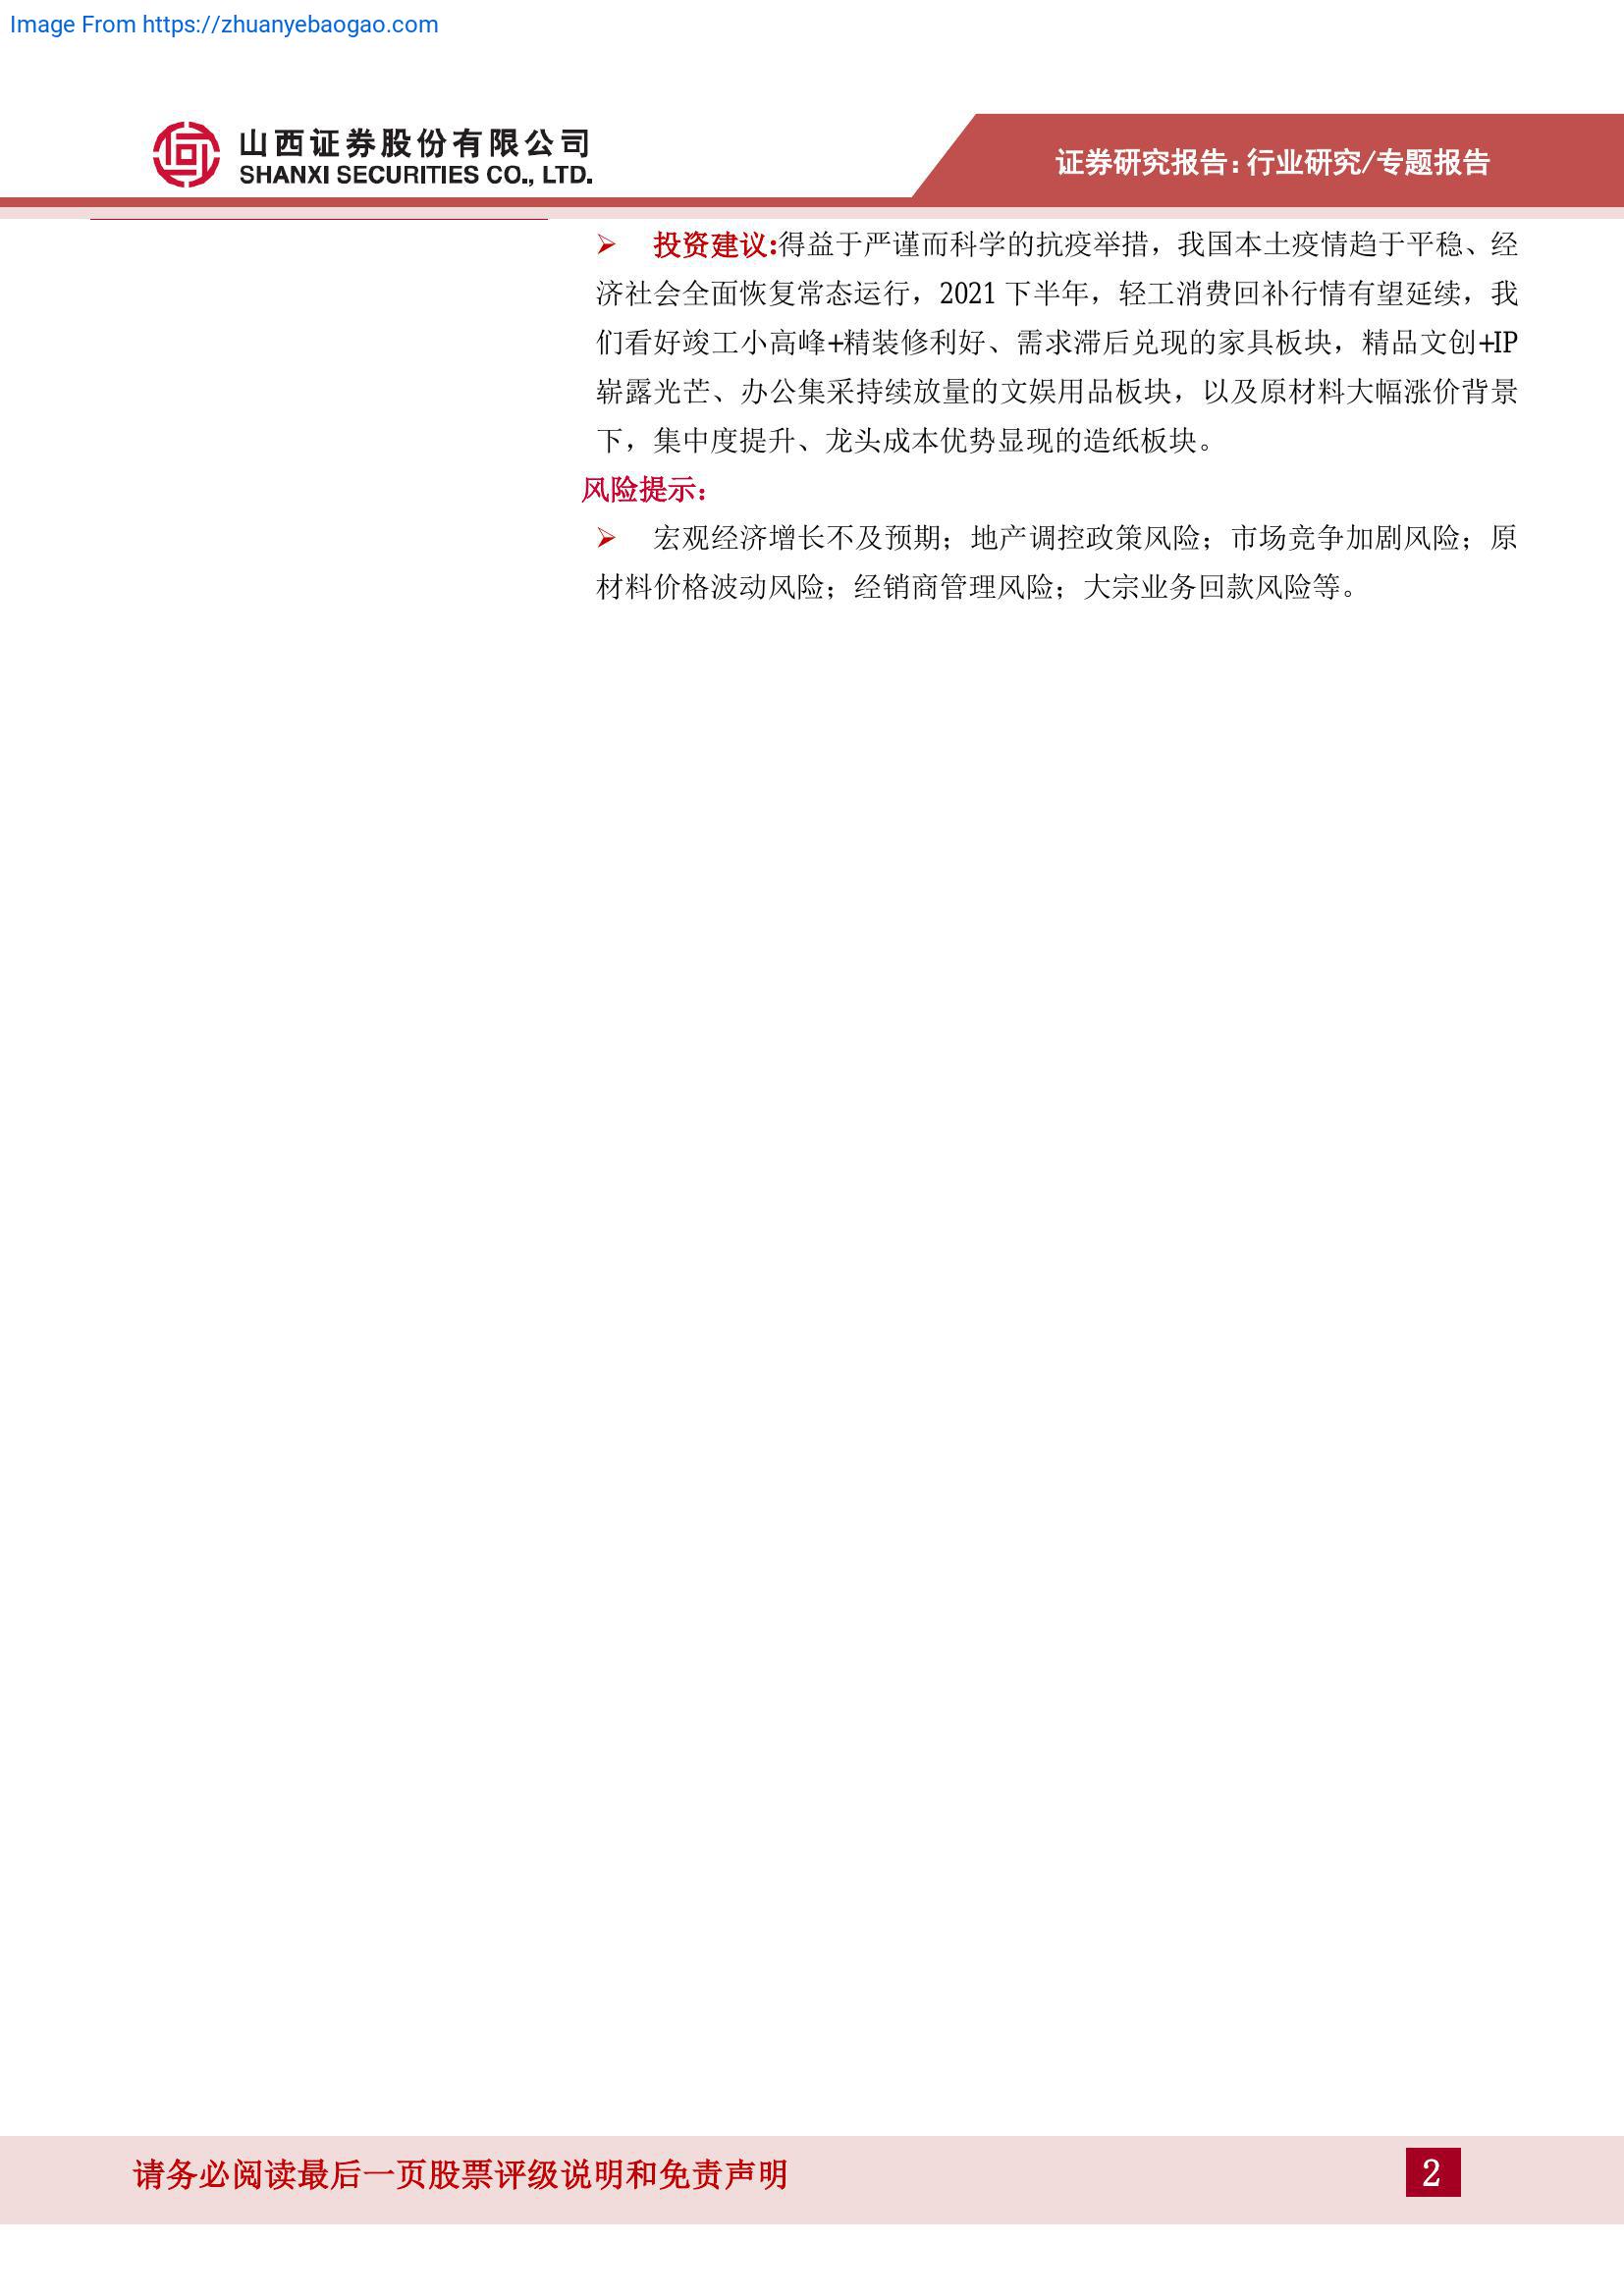 Image From https://zhuanyebaogao.com
山西证券股份有限公司
SHANXI SECURITIES CO., LTD.
证券研究报告:行业研究/专题报告
➢ 投资建议:得益于严谨而科学的抗疫举措，我国本土疫情趋于平稳、经
济社会全面恢复常态运行，2021 下半年，轻工消费回补行情有望延续，我
们看好竣工小高峰+精装修利好、需求滞后兑现的家具板块，精品文创+IP
崭露光芒、办公集采持续放量的文娱用品板块，以及原材料大幅涨价背景
下，集中度提升、龙头成本优势显现的造纸板块。
风险提示：
➢ 宏观经济增长不及预期；地产调控政策风险；市场竞争加剧风险；原
材料价格波动风险；经销商管理风险；大宗业务回款风险等。
请务必阅读最后一页股票评级说明和免责声明
2